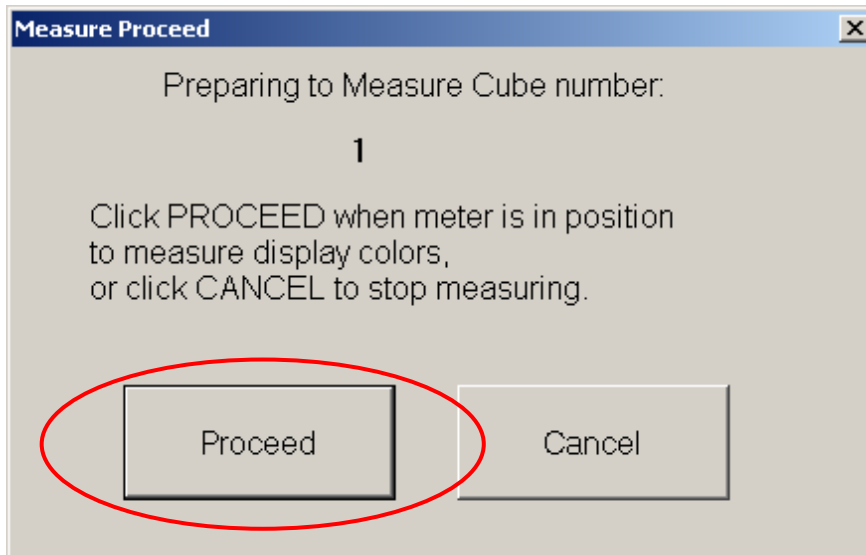 Measure Proceed
Preparing to Measure Cube number:
1
Click PROCEED when meter is in position
to measure display colors,
or click CANCEL to stop measuring.
Proceed
Cancel